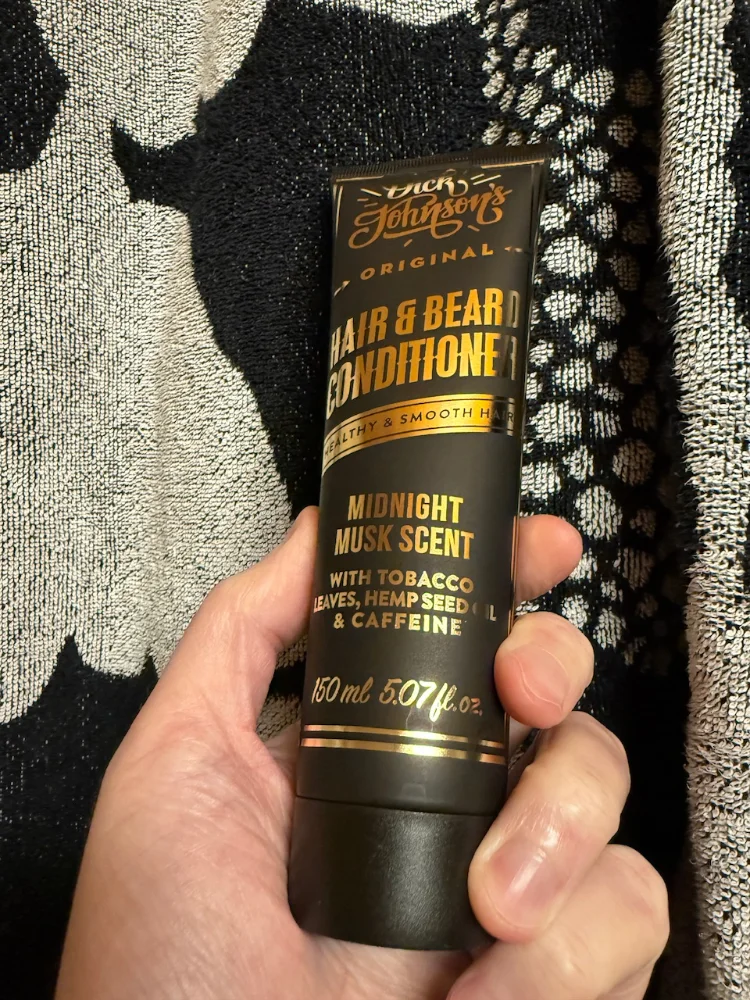 Dick
Johnson's
ORIGINAL
HAIR & BEARD
CONDITIONER
HEALTHY & SMOOTH HAIR
MIDNIGHT
MUSK SCENT
WITH TOBACCO
LEAVES, HEMP SEED OIL
& CAFFEINE
150 ml 5.07 fl.oz.